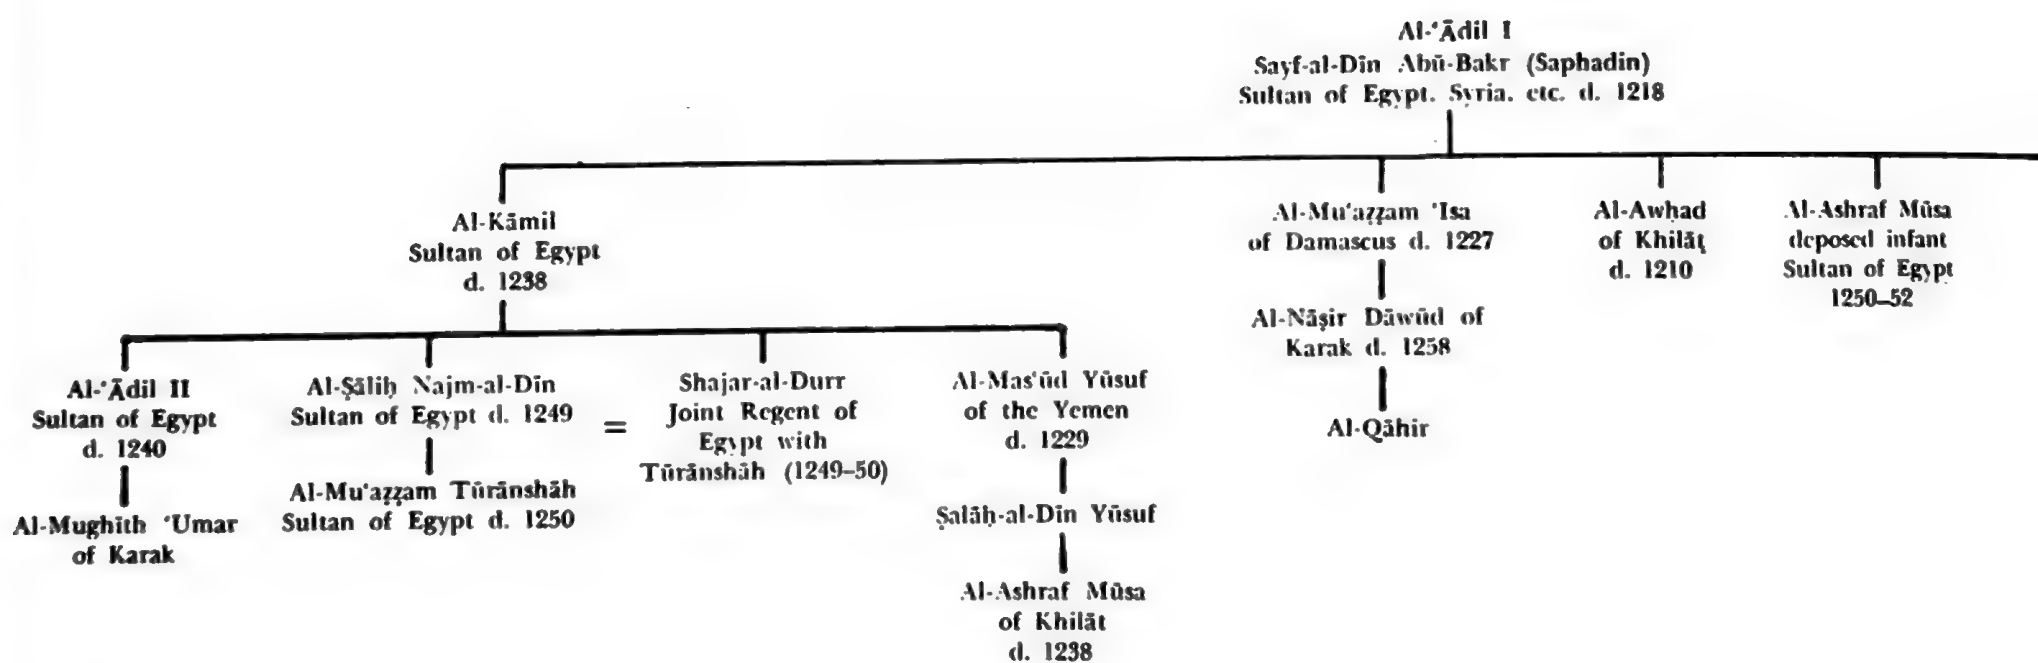 Al-‘Ādil I
Sayf-al-Dīn Abū-Bakr (Saphadin)
Sultan of Egypt. Syria. etc. d. 1218
Al-Kāmil
Sultan of Egypt
d. 1238
Al-Mu‘aẓẓam ‘Isa
of Damascus d. 1227
Al-Awḥad
of Khilāṭ
d. 1210
Al-Ashraf Mūsa
deposed infant
Sultan of Egypt
1250–52
Al-Nāṣir Dāwūd of
Karak d. 1258
Al-Qāhir
Al-‘Ādil II
Sultan of Egypt
d. 1240
Al-Mughīth ‘Umar
of Karak
Al-Ṣāliḥ Najm-al-Dīn
Sultan of Egypt d. 1249
=
Al-Mu‘aẓẓam Tūrānshāh
Sultan of Egypt d. 1250
Shajar-al-Durr
Joint Regent of
Egypt with
Tūrānshāh (1249–50)
Al-Mas‘ūd Yūsuf
of the Yemen
d. 1229
Ṣalāḥ-al-Dīn Yūsuf
Al-Ashraf Mūsa
of Khilāt
d. 1238